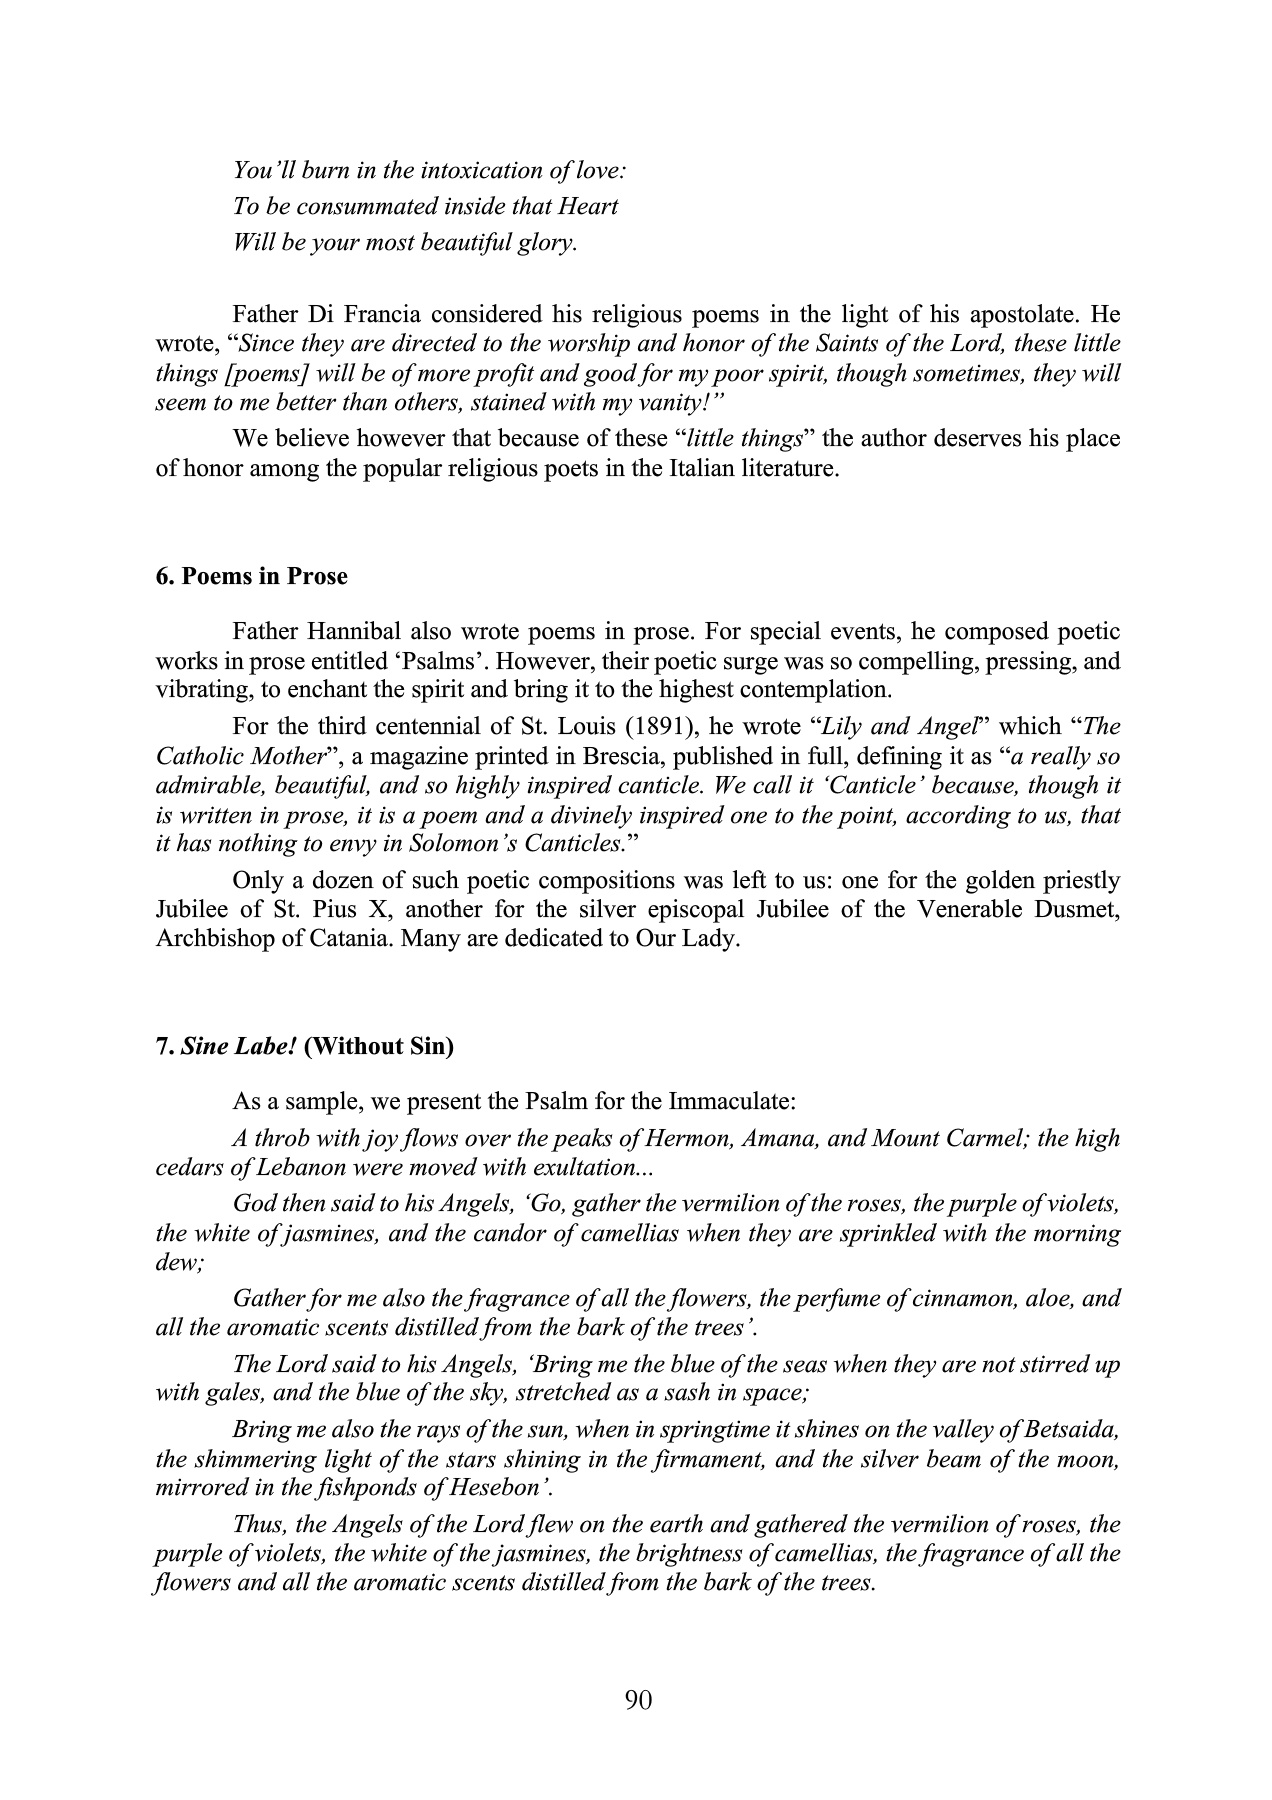 You’ll burn in the intoxication of love:
To be consummated inside that Heart
Will be your most beautiful glory.
Father Di Francia considered his religious poems in the light of his apostolate. He
wrote, “Since they are directed to the worship and honor of the Saints of the Lord, these little
things [poems] will be of more profit and good for my poor spirit, though sometimes, they will
seem to me better than others, stained with my vanity!”
We believe however that because of these “little things” the author deserves his place
of honor among the popular religious poets in the Italian literature.
6. Poems in Prose
Father Hannibal also wrote poems in prose. For special events, he composed poetic
works in prose entitled ‘Psalms’. However, their poetic surge was so compelling, pressing, and
vibrating, to enchant the spirit and bring it to the highest contemplation.
For the third centennial of St. Louis (1891), he wrote “Lily and Angel” which “The
Catholic Mother”, a magazine printed in Brescia, published in full, defining it as “a really so
admirable, beautiful, and so highly inspired canticle. We call it ‘Canticle’ because, though it
is written in prose, it is a poem and a divinely inspired one to the point, according to us, that
it has nothing to envy in Solomon’s Canticles.”
Only a dozen of such poetic compositions was left to us: one for the golden priestly
Jubilee of St. Pius X, another for the silver episcopal Jubilee of the Venerable Dusmet,
Archbishop of Catania. Many are dedicated to Our Lady.
7. Sine Labe! (Without Sin)
As a sample, we present the Psalm for the Immaculate:
A throb with joy flows over the peaks of Hermon, Amana, and Mount Carmel; the high
cedars of Lebanon were moved with exultation...
God then said to his Angels, ‘Go, gather the vermilion of the roses, the purple of violets,
the white of jasmines, and the candor of camellias when they are sprinkled with the morning
dew;
Gather for me also the fragrance of all the flowers, the perfume of cinnamon, aloe, and
all the aromatic scents distilled from the bark of the trees’.
The Lord said to his Angels, ‘Bring me the blue of the seas when they are not stirred up
with gales, and the blue of the sky, stretched as a sash in space;
Bring me also the rays of the sun, when in springtime it shines on the valley of Betsaida,
the shimmering light of the stars shining in the firmament, and the silver beam of the moon,
mirrored in the fishponds of Hesebon’.
Thus, the Angels of the Lord flew on the earth and gathered the vermilion of roses, the
purple of violets, the white of the jasmines, the brightness of camellias, the fragrance of all the
flowers and all the aromatic scents distilled from the bark of the trees.
90